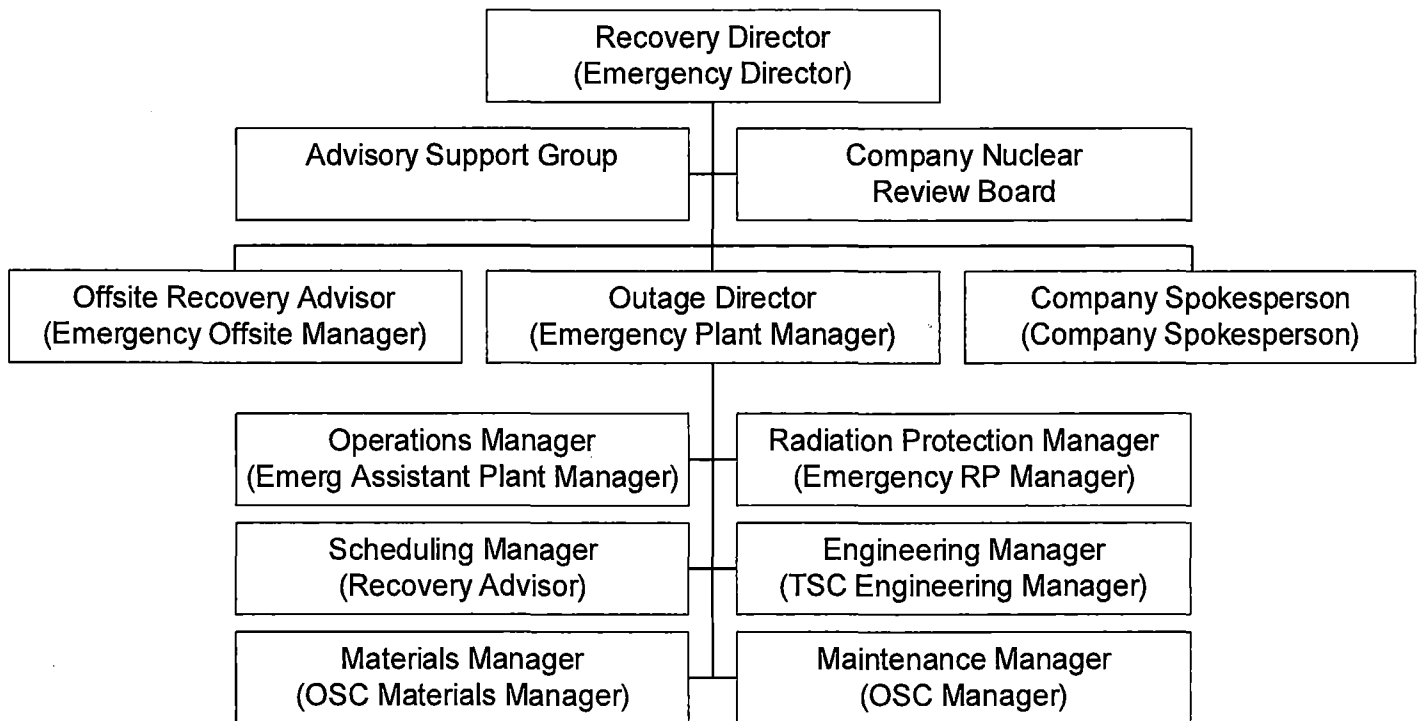 Recovery Director
(Emergency Director)
Advisory Support Group
Company Nuclear
Review Board
Offsite Recovery Advisor
(Emergency Offsite Manager)
Outage Director
(Emergency Plant Manager)
Company Spokesperson
(Company Spokesperson)
Operations Manager
(Emerg Assistant Plant Manager)
Radiation Protection Manager
(Emergency RP Manager)
Scheduling Manager
(Recovery Advisor)
Engineering Manager
(TSC Engineering Manager)
Materials Manager
(OSC Materials Manager)
Maintenance Manager
(OSC Manager)